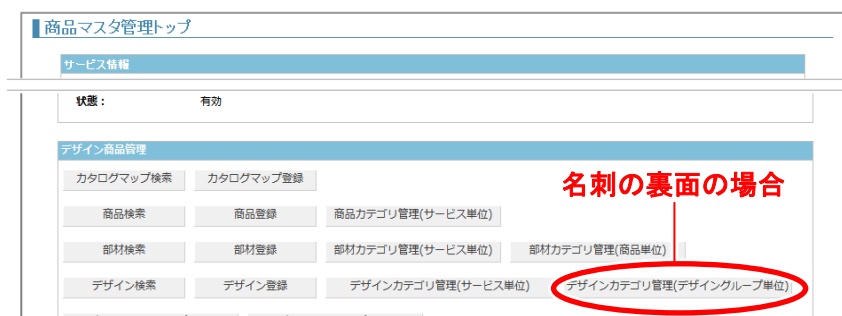 商品マスタ管理トップ
サービス情報
状態： 有効
デザイン商品管理
カタログマップ検索 カタログマップ登録
名刺の裏面の場合
商品検索 商品登録 商品カテゴリ管理(サービス単位)
部材検索 部材登録 部材カテゴリ管理(サービス単位) 部材カテゴリ管理(商品単位)
デザイン検索 デザイン登録 デザインカテゴリ管理(サービス単位) デザインカテゴリ管理(デザイングループ単位)